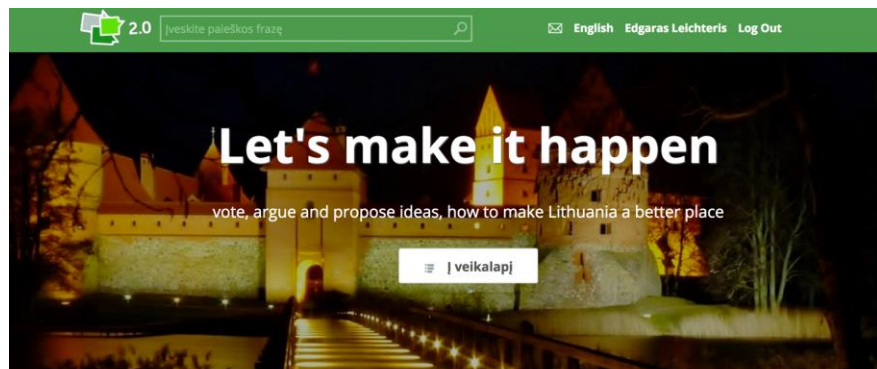 2.0 Įveskite paieškos frazę English Edgaras Leichteris Log Out
Let's make it happen
vote, argue and propose ideas, how to make Lithuania a better place
Į veikalapį